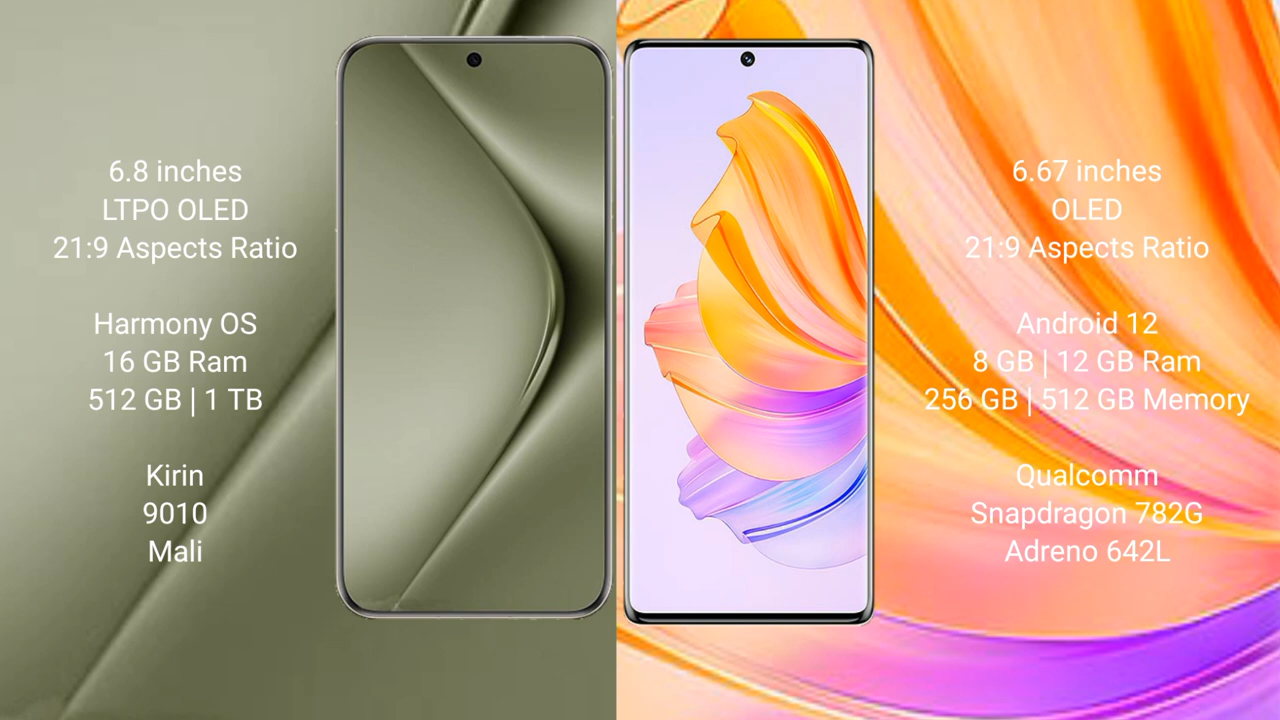 6.8 inches
LTPO OLED
21:9 Aspects Ratio
Harmony OS
16 GB Ram
512 GB | 1 TB
Kirin
9010
Mali
6.67 inches
OLED
21:9 Aspects Ratio
Android 12
8 GB | 12 GB Ram
256 GB | 512 GB Memory
Qualcomm
Snapdragon 782G
Adreno 642L